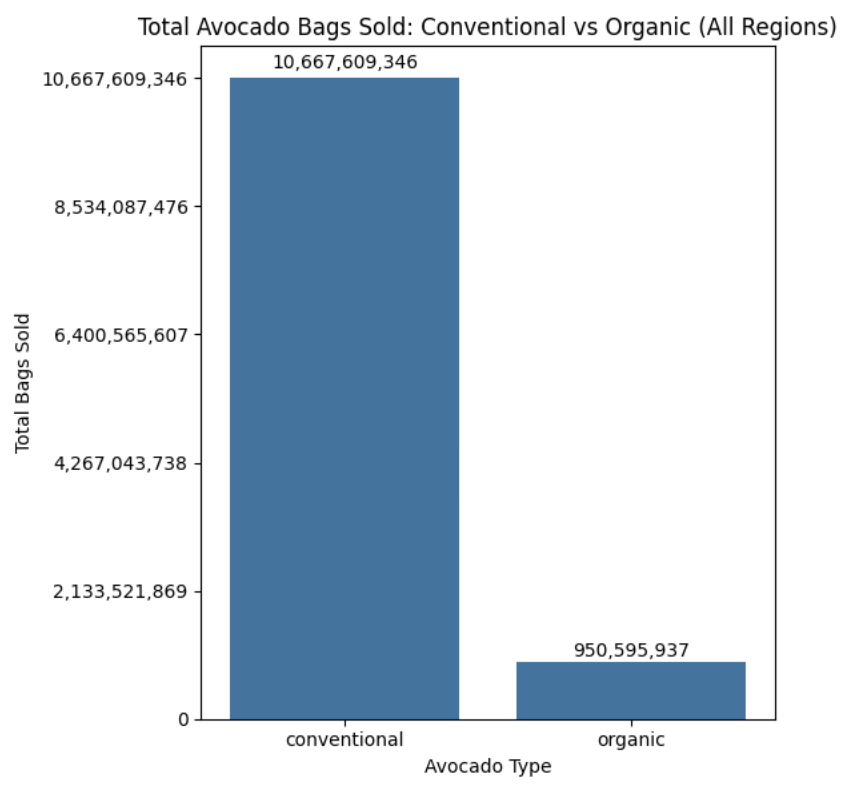 Total Avocado Bags Sold: Conventional vs Organic (All Regions)
10,667,609,346
10,667,609,346
8,534,087,476
6,400,565,607
4,267,043,738
2,133,521,869
0
Total Bags Sold
950,595,937
conventional
organic
Avocado Type